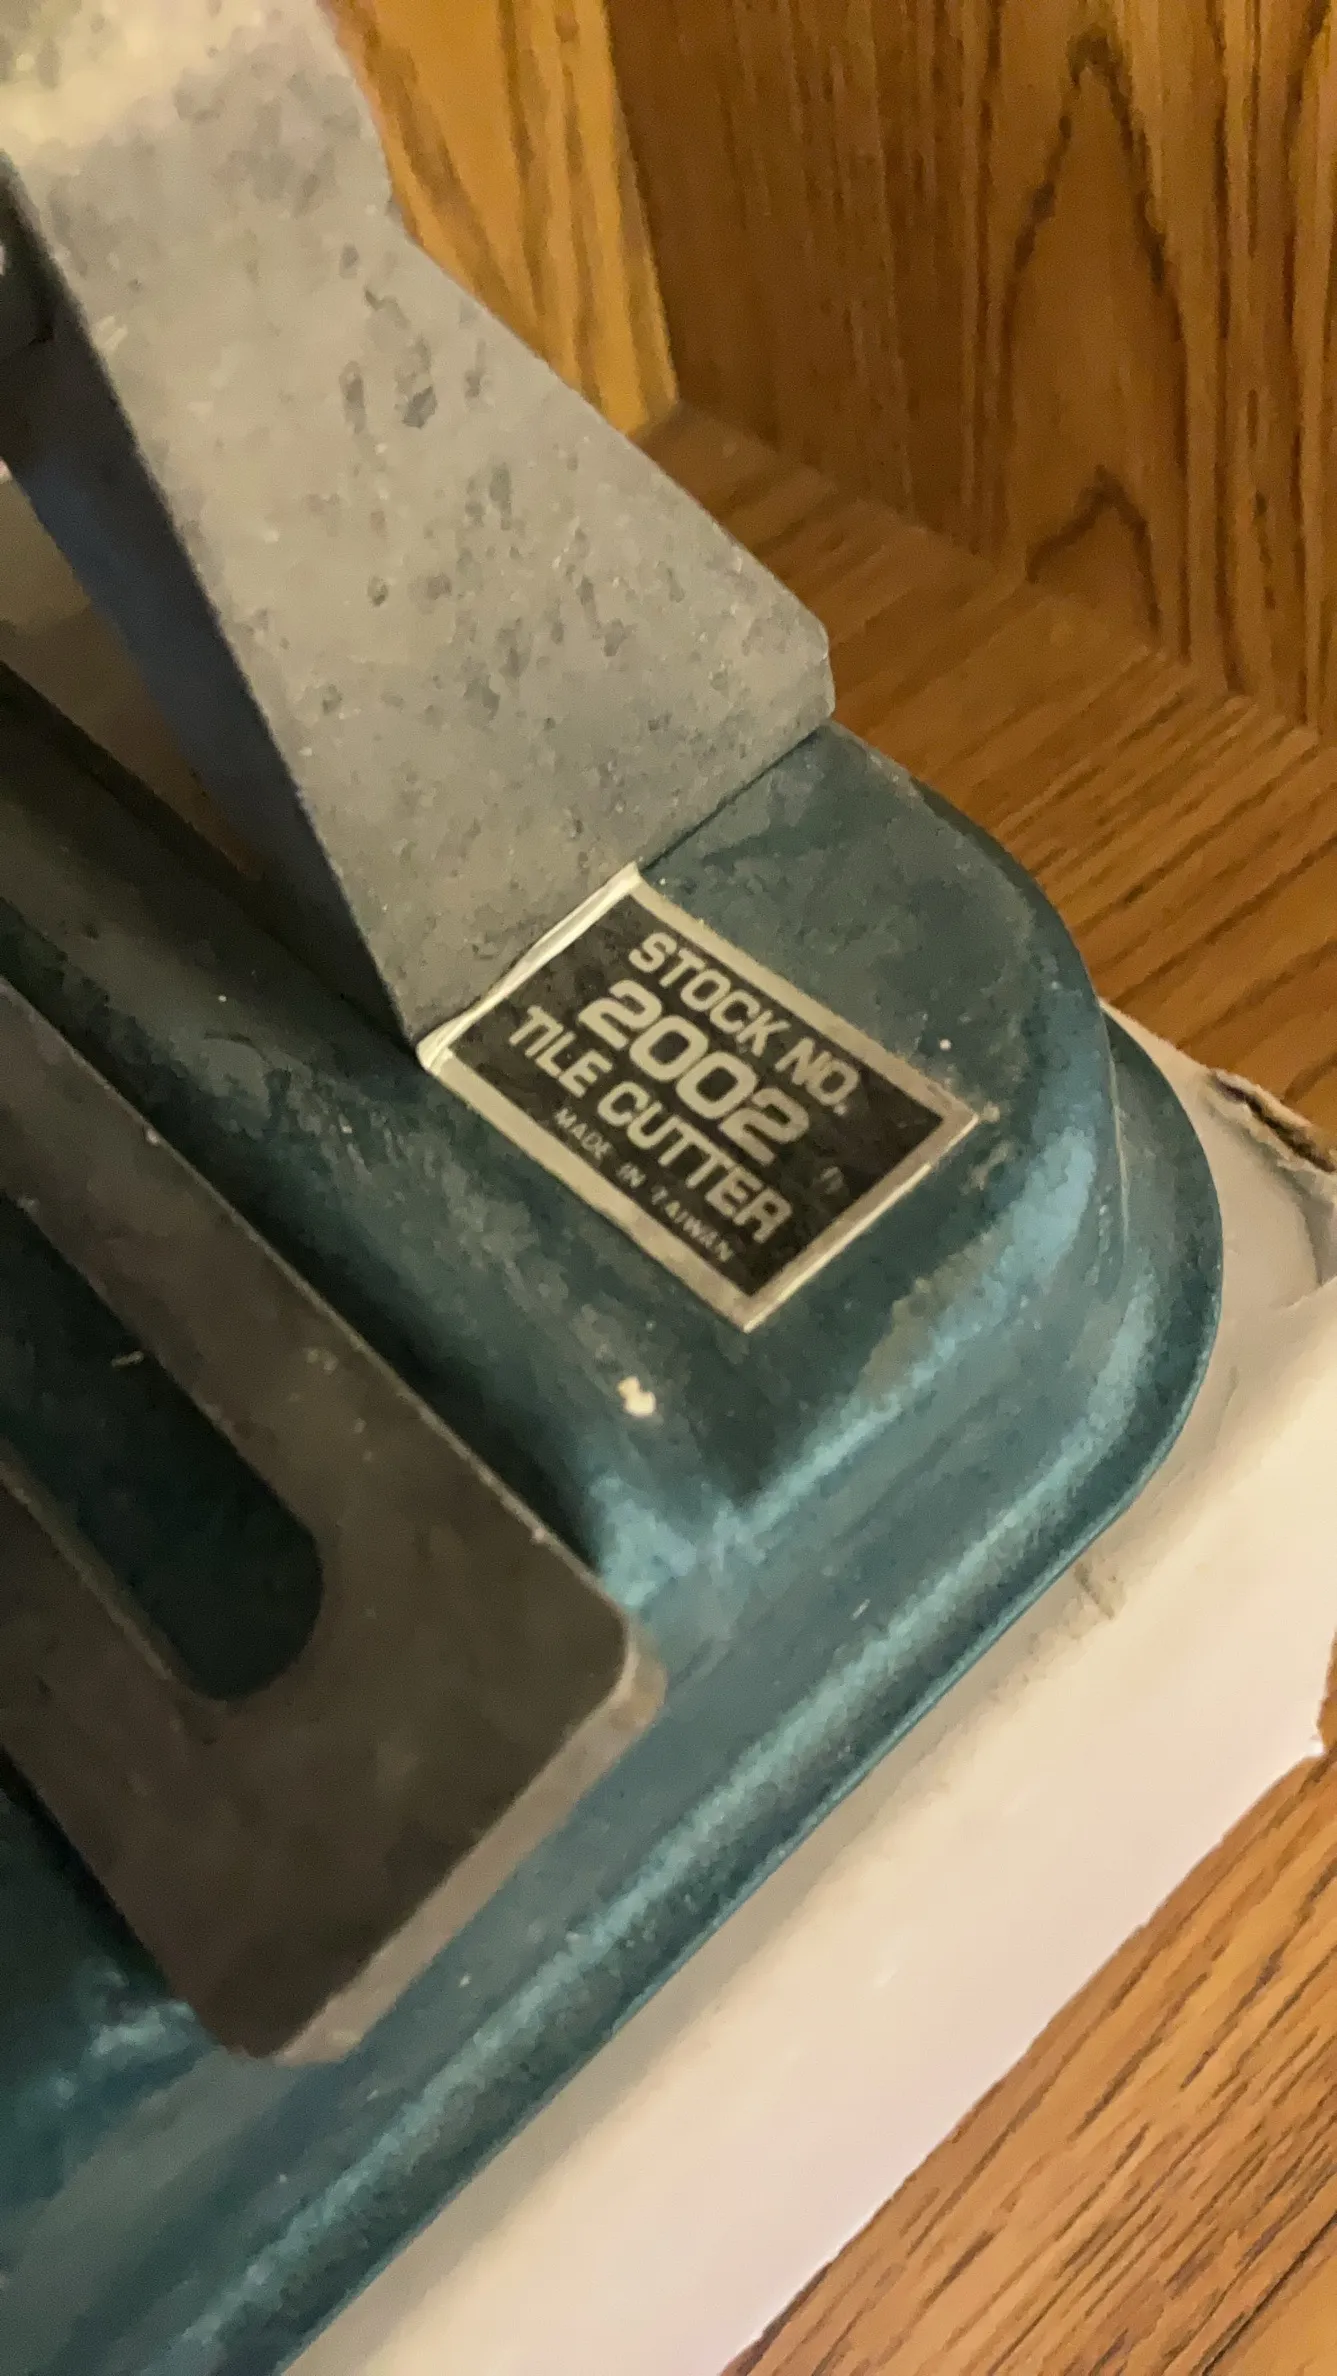 STOCK NO.
2002
TILE CUTTER
MADE IN TAIWAN